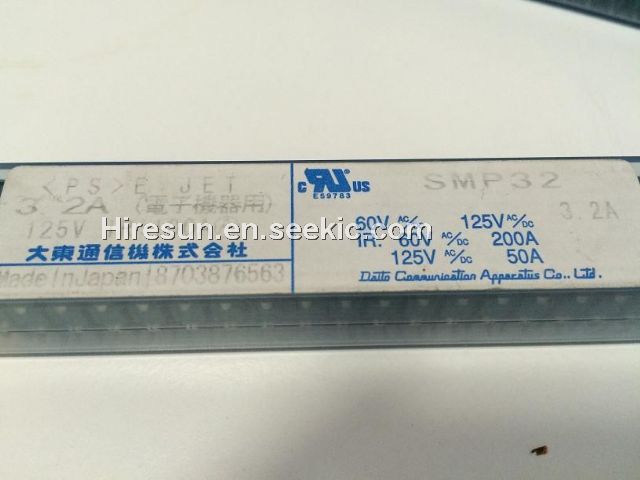 <PS>E JET
3.2A (電子機器用)
125V
大東通信機株式会社
Made In Japan 18703876563
c UR US
E59783
SMP32
60V AC/DC 125V AC/DC 3.2A
IR: 60V AC/DC 200A
125V AC/DC 50A
Daito Communication Apparatus Co., Ltd.
Hiresun.en.seekic.com